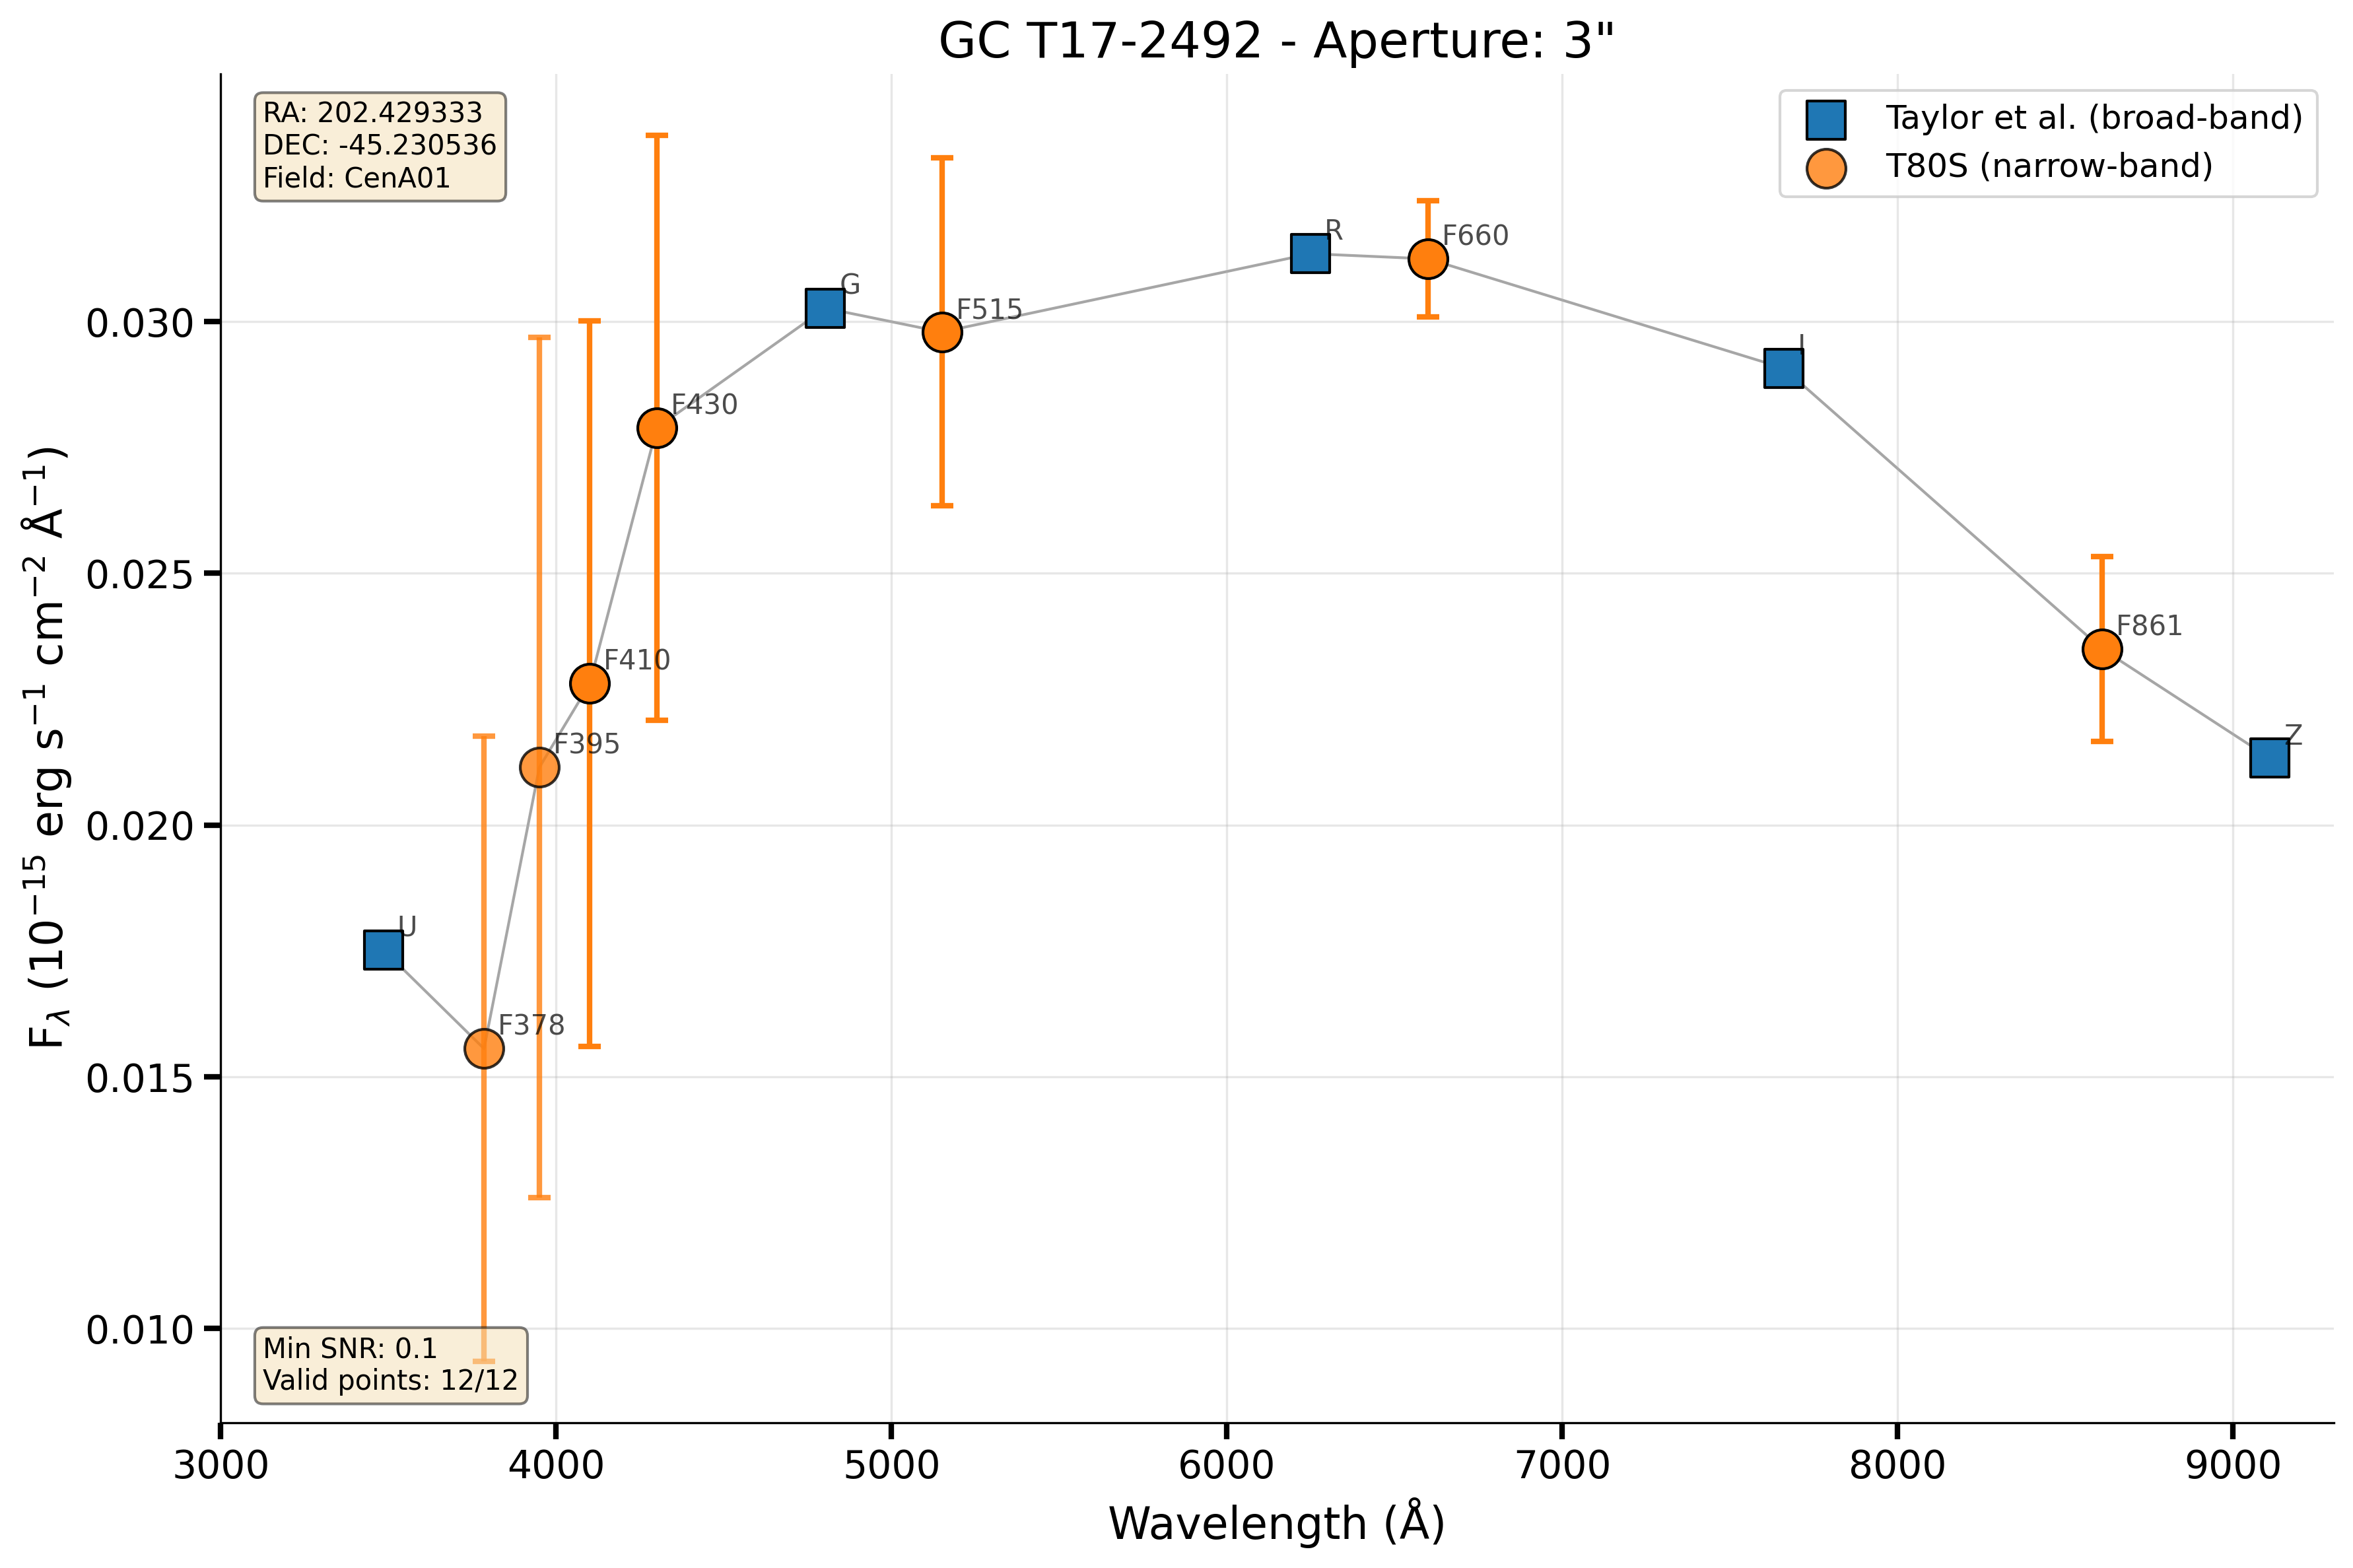 GC T17-2492 - Aperture: 3"
RA: 202.429333
DEC: -45.230536
Field: CenA01
Taylor et al. (broad-band)
T80S (narrow-band)
R
F660
G
F515
I
F430
F410
F861
F395
Z
U
F378
0.030
0.025
0.020
0.015
0.010
F_λ (10⁻¹⁵ erg s⁻¹ cm⁻² Å⁻¹)
Min SNR: 0.1
Valid points: 12/12
3000 4000 5000 6000 7000 8000 9000
Wavelength (Å)